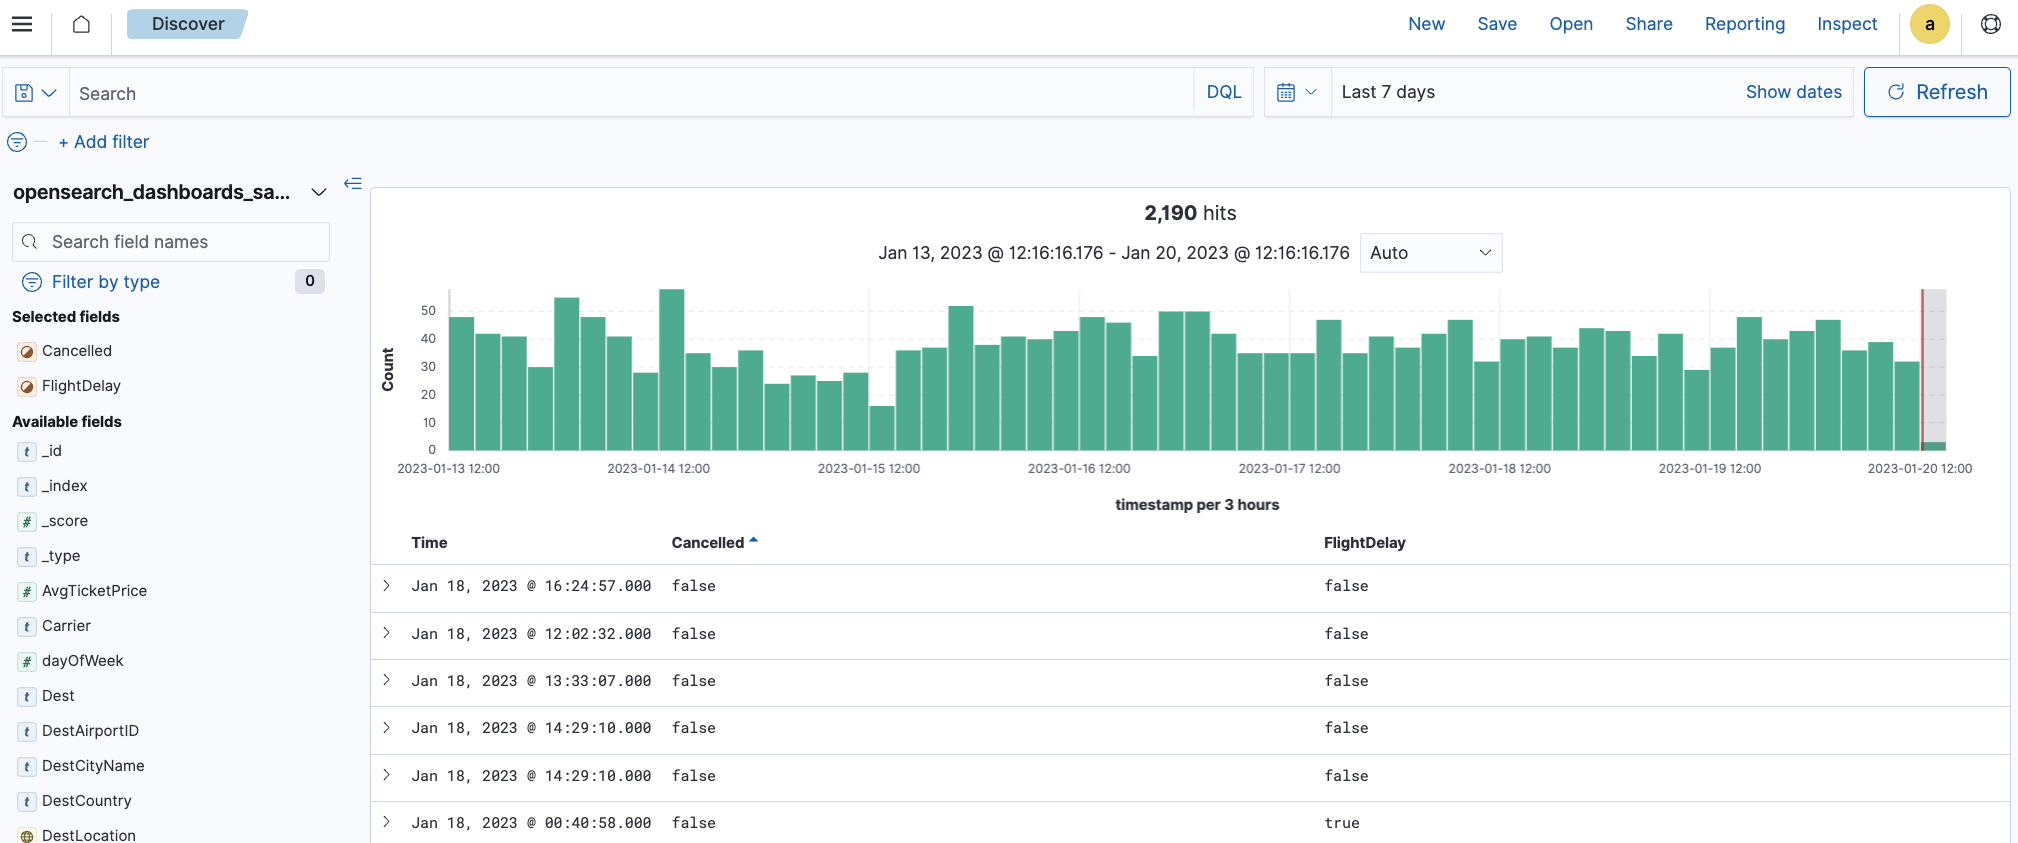 Discover
New Save Open Share Reporting Inspect a
Search DQL Last 7 days Show dates Refresh
+ Add filter
opensearch_dashboards_sa...
Search field names
Filter by type 0
Selected fields
Cancelled
FlightDelay
Available fields
t _id
t _index
# _score
t _type
# AvgTicketPrice
t Carrier
# dayOfWeek
t Dest
t DestAirportID
t DestCityName
t DestCountry
DestLocation
2,190 hits
Jan 13, 2023 @ 12:16:16.176 - Jan 20, 2023 @ 12:16:16.176 Auto
Count
50
40
30
20
10
0
2023-01-13 12:00 2023-01-14 12:00 2023-01-15 12:00 2023-01-16 12:00 2023-01-17 12:00 2023-01-18 12:00 2023-01-19 12:00 2023-01-20 12:00
timestamp per 3 hours
Time Cancelled FlightDelay
Jan 18, 2023 @ 16:24:57.000 false false
Jan 18, 2023 @ 12:02:32.000 false false
Jan 18, 2023 @ 13:33:07.000 false false
Jan 18, 2023 @ 14:29:10.000 false false
Jan 18, 2023 @ 14:29:10.000 false false
Jan 18, 2023 @ 00:40:58.000 false true